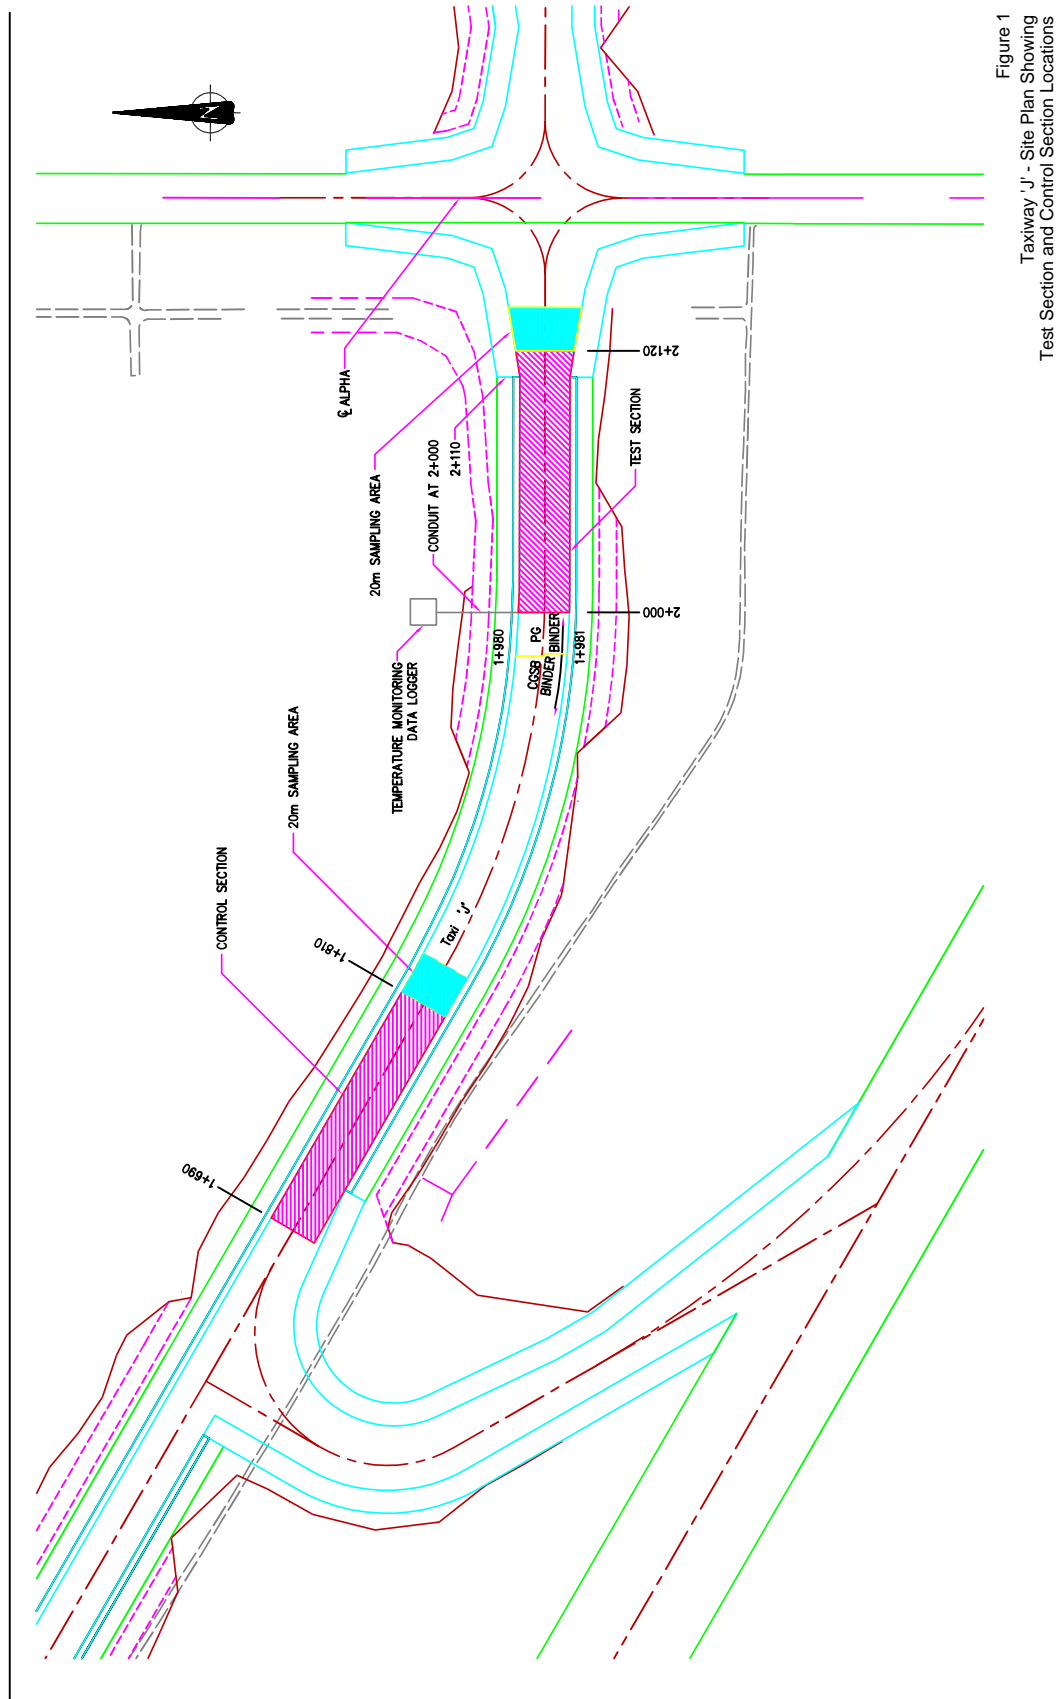 N
℄ ALPHA
20m SAMPLING AREA
CONDUIT AT 2+000
2+110
TEMPERATURE MONITORING
DATA LOGGER
20m SAMPLING AREA
CONTROL SECTION
1+690
1+810
Taxi 'J'
1+980
CGSB
BINDER
PG
BINDER
1+981
2+000
TEST SECTION
2+120
Figure 1
Taxiway 'J' - Site Plan Showing
Test Section and Control Section Locations